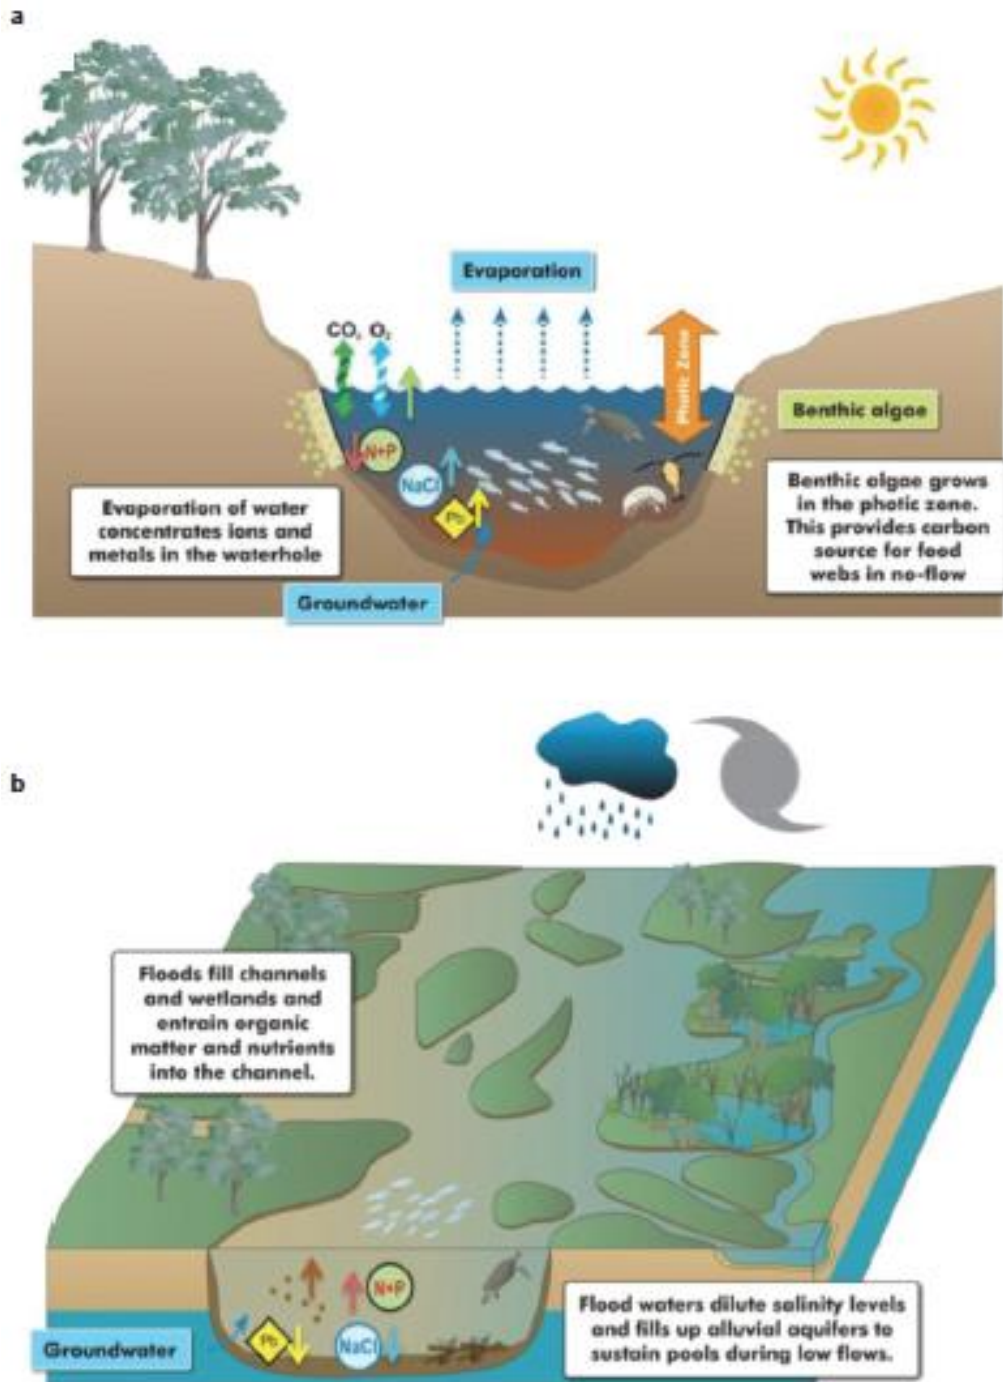 a
Evaporation
CO₂ O₂
Photic Zone
Benthic algae
N+P
NaCl
Pb
Evaporation of water
concentrates ions and
metals in the waterhole
Benthic algae grows
in the photic zone.
This provides carbon
source for food
webs in no-flow
Groundwater
b
Floods fill channels
and wetlands and
entrain organic
matter and nutrients
into the channel.
N+P
Pb
NaCl
Groundwater
Flood waters dilute salinity levels
and fills up alluvial aquifers to
sustain pools during low flows.